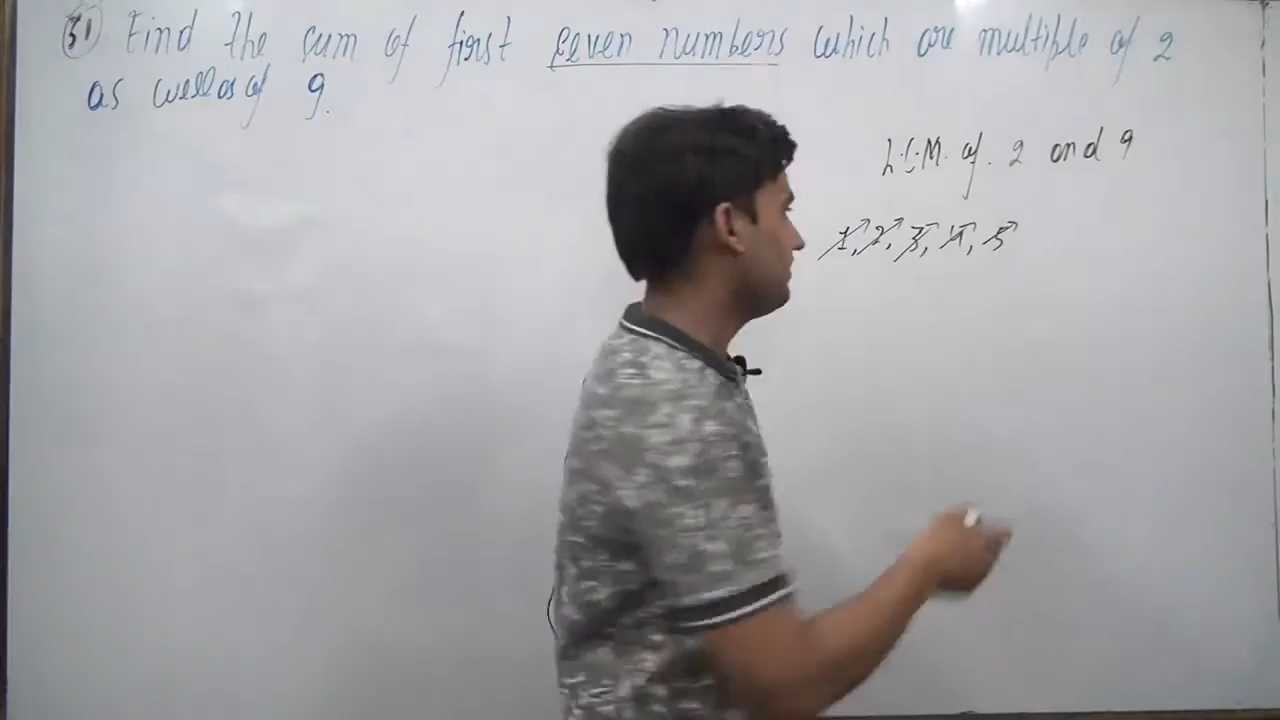 31 Find the sum of first seven numbers which are multiple of 2
as well as of 9.
L.C.M. of. 2 and 9
1, 2, 3, 4, 5